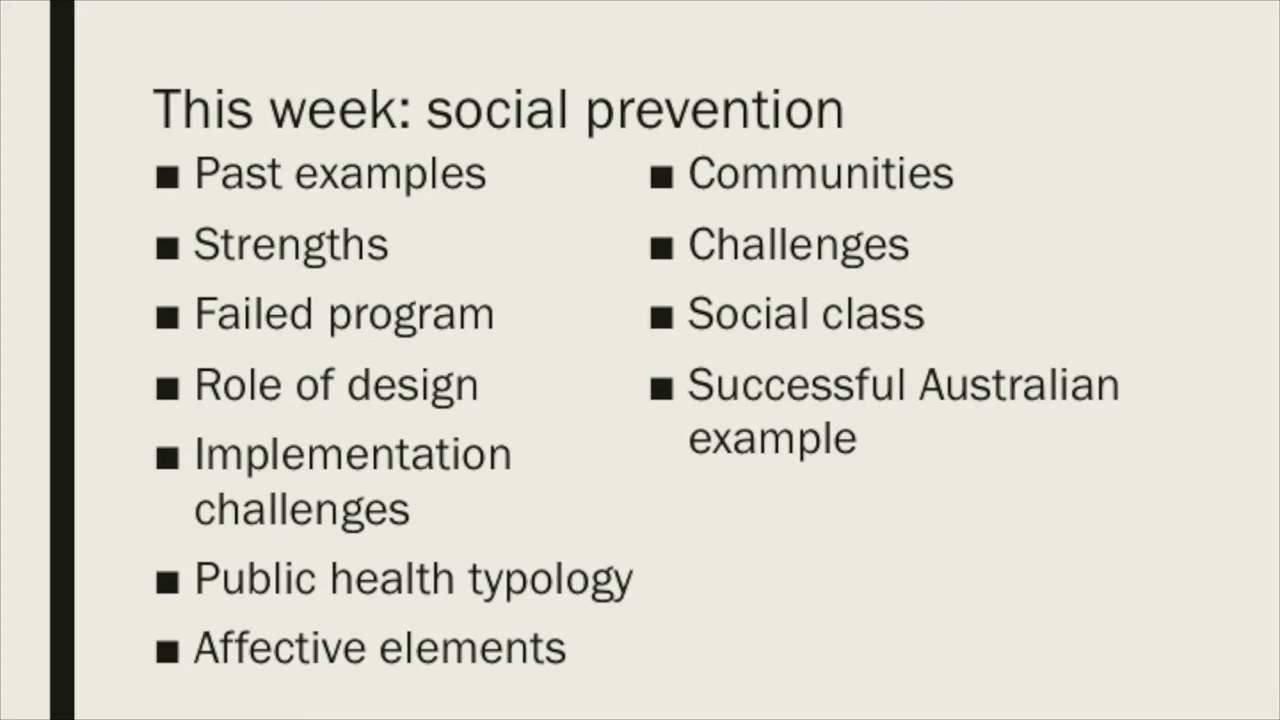 This week: social prevention
■ Past examples
■ Strengths
■ Failed program
■ Role of design
■ Implementation
challenges
■ Public health typology
■ Affective elements
■ Communities
■ Challenges
■ Social class
■ Successful Australian
example